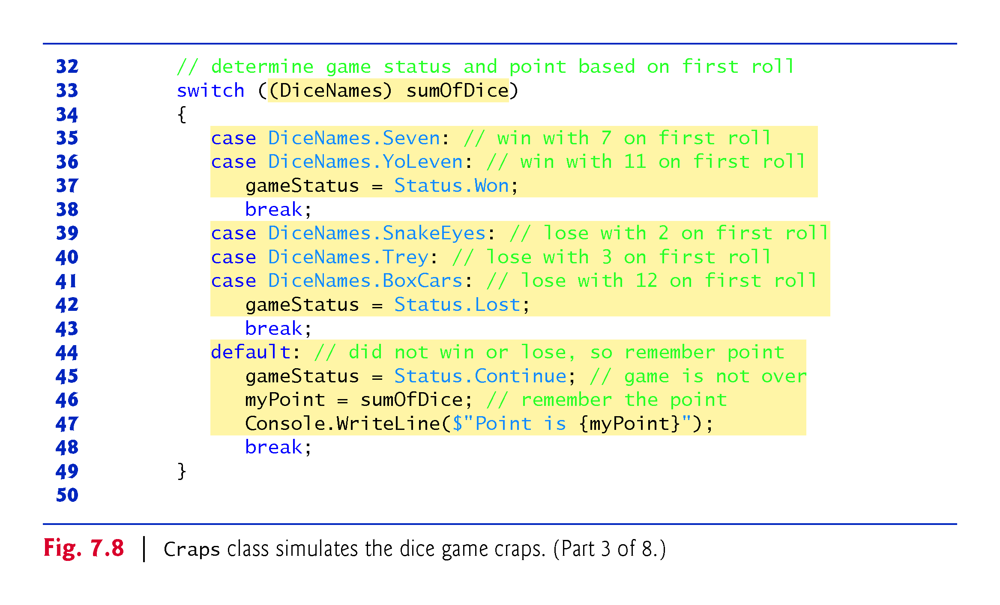 32 // determine game status and point based on first roll
33 switch ((DiceNames) sumOfDice)
34 {
35 case DiceNames.Seven: // win with 7 on first roll
36 case DiceNames.YoLeven: // win with 11 on first roll
37 gameStatus = Status.Won;
38 break;
39 case DiceNames.SnakeEyes: // lose with 2 on first roll
40 case DiceNames.Trey: // lose with 3 on first roll
41 case DiceNames.BoxCars: // lose with 12 on first roll
42 gameStatus = Status.Lost;
43 break;
44 default: // did not win or lose, so remember point
45 gameStatus = Status.Continue; // game is not over
46 myPoint = sumOfDice; // remember the point
47 Console.WriteLine($"Point is {myPoint}");
48 break;
49 }
50
Fig. 7.8 | Craps class simulates the dice game craps. (Part 3 of 8.)